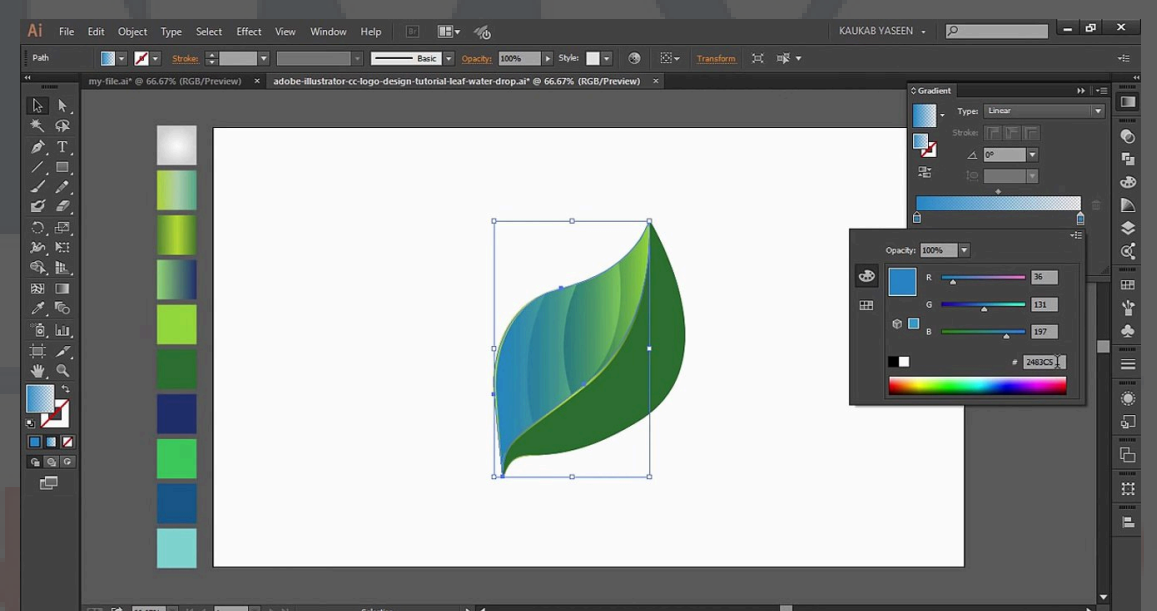 Ai File Edit Object Type Select Effect View Window Help Br KAUKAB YASEEN
Path Stroke: Basic Opacity: 100% Style: Transform
my-file.ai* @ 66.67% (RGB/Preview) × adobe-illustrator-cc-logo-design-tutorial-leaf-water-drop.ai* @ 66.67% (RGB/Preview) ×
Gradient
Type: Linear
Stroke:
0°
Opacity: 100%
R 36
G 131
B 197
# 2483C5